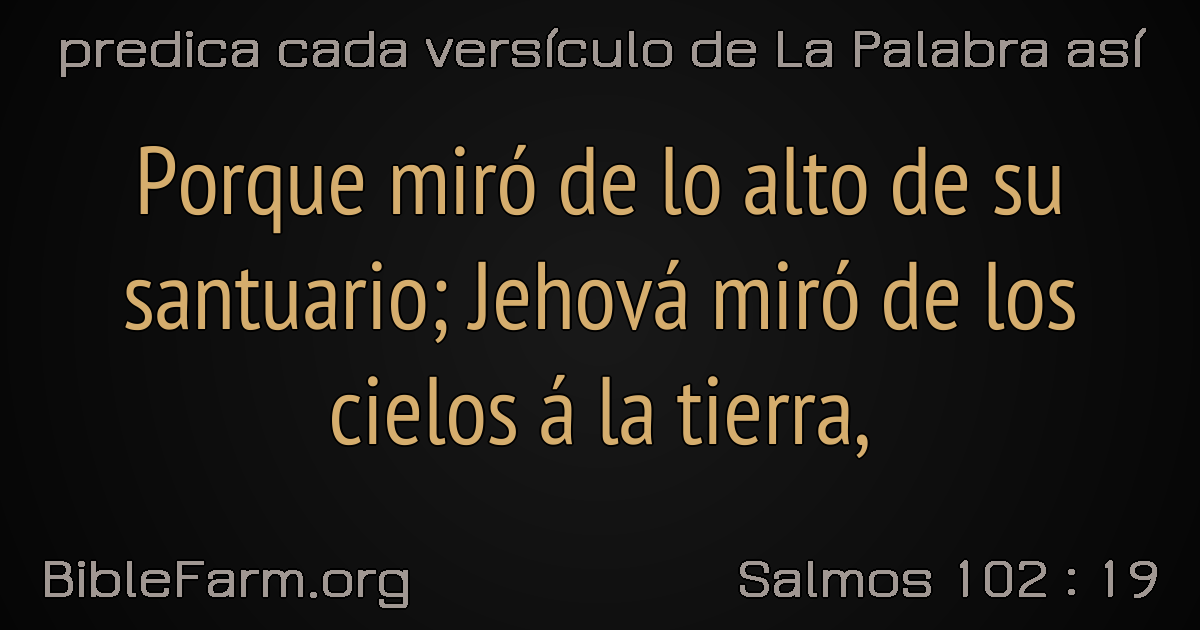 predica cada versículo de La Palabra así
Porque miró de lo alto de su
santuario; Jehová miró de los
cielos á la tierra,
BibleFarm.org
Salmos 102 : 19